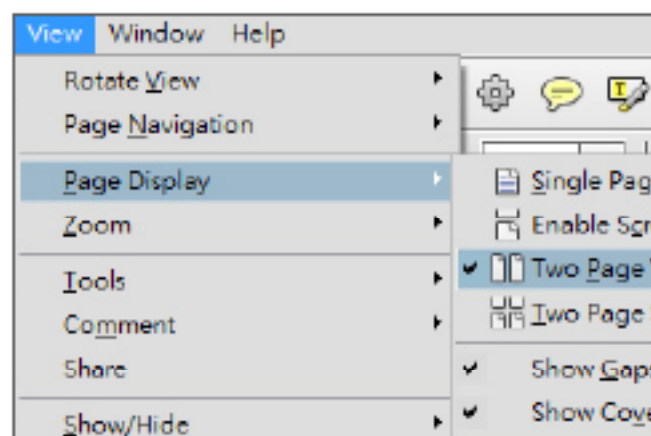 View Window Help
Rotate View
Page Navigation
Page Display
Zoom
Tools
Comment
Share
Show/Hide
T
Single Pag
Enable Scr
Two Page
Two Page
Show Gaps
Show Cove